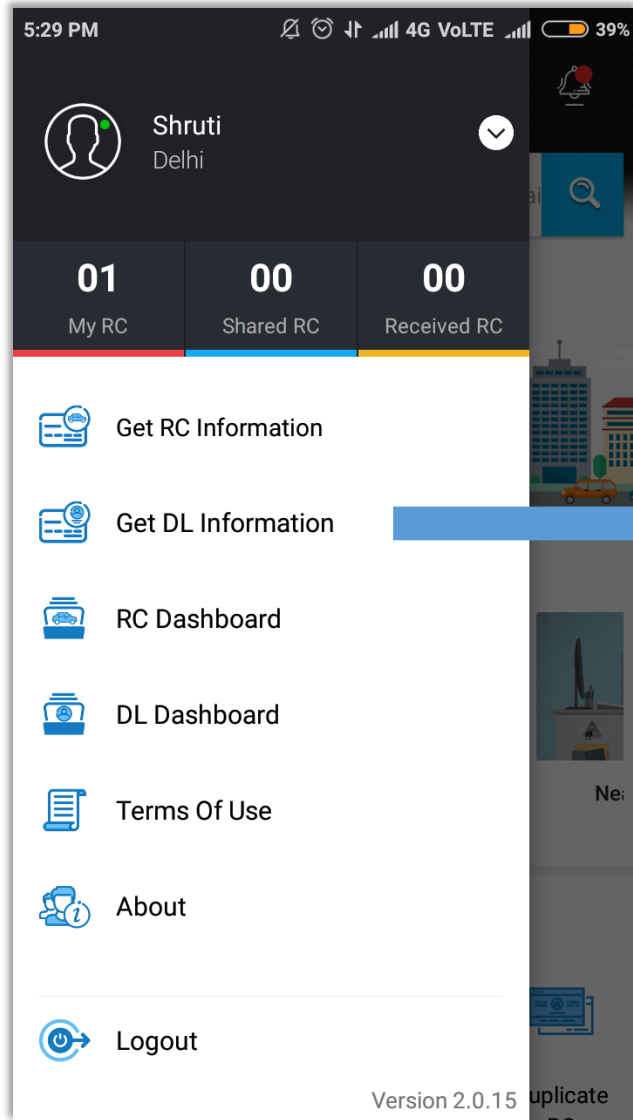 5:29 PM 4G VoLTE 39%
Shruti
Delhi
01 00 00
My RC Shared RC Received RC
Get RC Information
Get DL Information
RC Dashboard
DL Dashboard
Terms Of Use
About
Logout
Version 2.0.15